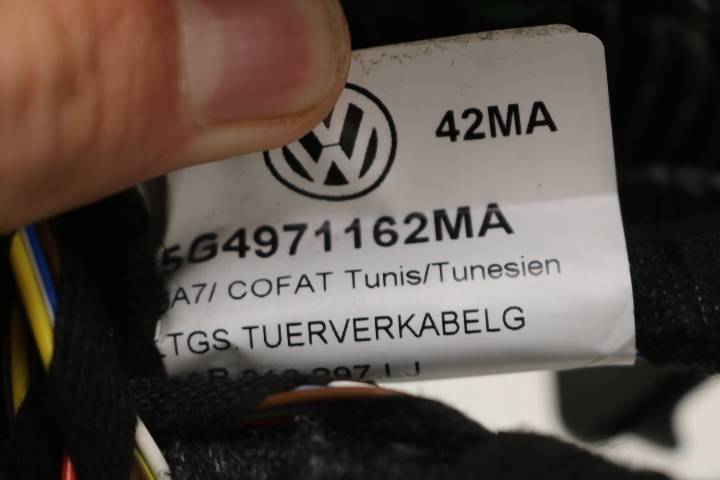 42MA
5G4971162MA
A7/ COFAT Tunis/Tunesien
LTGS.TUERVERKABELG